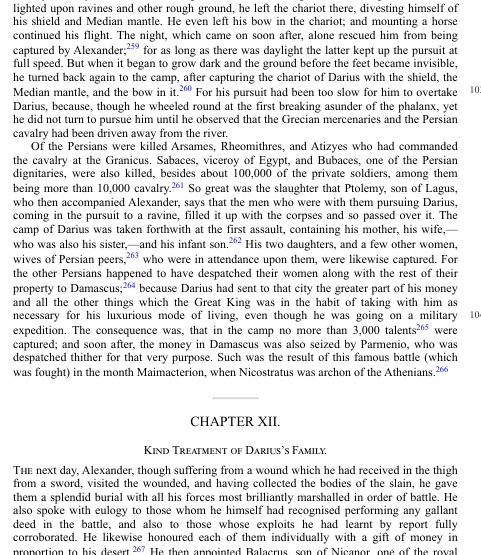 lighted upon ravines and other rough ground, he left the chariot there, divesting himself of
his shield and Median mantle. He even left his bow in the chariot; and mounting a horse
continued his flight. The night, which came on soon after, alone rescued him from being
captured by Alexander;259 for as long as there was daylight the latter kept up the pursuit at
full speed. But when it began to grow dark and the ground before the feet became invisible,
he turned back again to the camp, after capturing the chariot of Darius with the shield, the
Median mantle, and the bow in it.260 For his pursuit had been too slow for him to overtake
Darius, because, though he wheeled round at the first breaking asunder of the phalanx, yet
he did not turn to pursue him until he observed that the Grecian mercenaries and the Persian
cavalry had been driven away from the river.
Of the Persians were killed Arsames, Rheomithres, and Atizyes who had commanded
the cavalry at the Granicus. Sabaces, viceroy of Egypt, and Bubaces, one of the Persian
dignitaries, were also killed, besides about 100,000 of the private soldiers, among them
being more than 10,000 cavalry.261 So great was the slaughter that Ptolemy, son of Lagus,
who then accompanied Alexander, says that the men who were with them pursuing Darius,
coming in the pursuit to a ravine, filled it up with the corpses and so passed over it. The
camp of Darius was taken forthwith at the first assault, containing his mother, his wife,—
who was also his sister,—and his infant son.262 His two daughters, and a few other women,
wives of Persian peers,263 who were in attendance upon them, were likewise captured. For
the other Persians happened to have despatched their women along with the rest of their
property to Damascus;264 because Darius had sent to that city the greater part of his money
and all the other things which the Great King was in the habit of taking with him as
necessary for his luxurious mode of living, even though he was going on a military
expedition. The consequence was, that in the camp no more than 3,000 talents265 were
captured; and soon after, the money in Damascus was also seized by Parmenio, who was
despatched thither for that very purpose. Such was the result of this famous battle (which
was fought) in the month Maimacterion, when Nicostratus was archon of the Athenians.266
CHAPTER XII.
Kind Treatment of Darius's Family.
The next day, Alexander, though suffering from a wound which he had received in the thigh
from a sword, visited the wounded, and having collected the bodies of the slain, he gave
them a splendid burial with all his forces most brilliantly marshalled in order of battle. He
also spoke with eulogy to those whom he himself had recognised performing any gallant
deed in the battle, and also to those whose exploits he had learnt by report fully
corroborated. He likewise honoured each of them individually with a gift of money in
proportion to his desert.267 He then appointed Balacrus, son of Nicanor, one of the royal